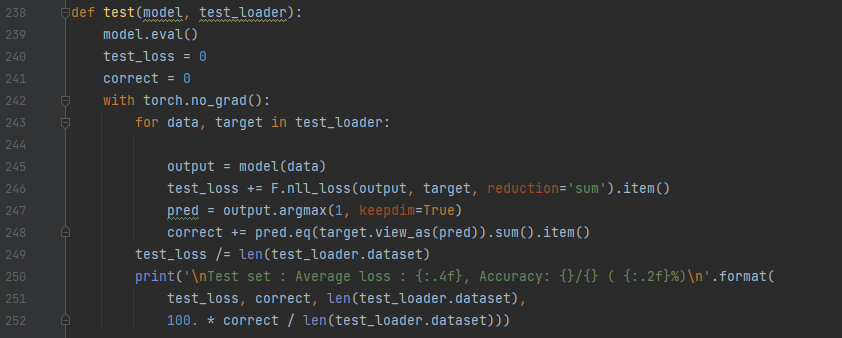 238 def test(model, test_loader):
239     model.eval()
240     test_loss = 0
241     correct = 0
242     with torch.no_grad():
243         for data, target in test_loader:
244
245             output = model(data)
246             test_loss += F.nll_loss(output, target, reduction='sum').item()
247             pred = output.argmax(1, keepdim=True)
248             correct += pred.eq(target.view_as(pred)).sum().item()
249         test_loss /= len(test_loader.dataset)
250         print('\nTest set : Average loss : {:.4f}, Accuracy: {}/{} ( {:.2f}%)\n'.format(
251             test_loss, correct, len(test_loader.dataset),
252             100. * correct / len(test_loader.dataset)))